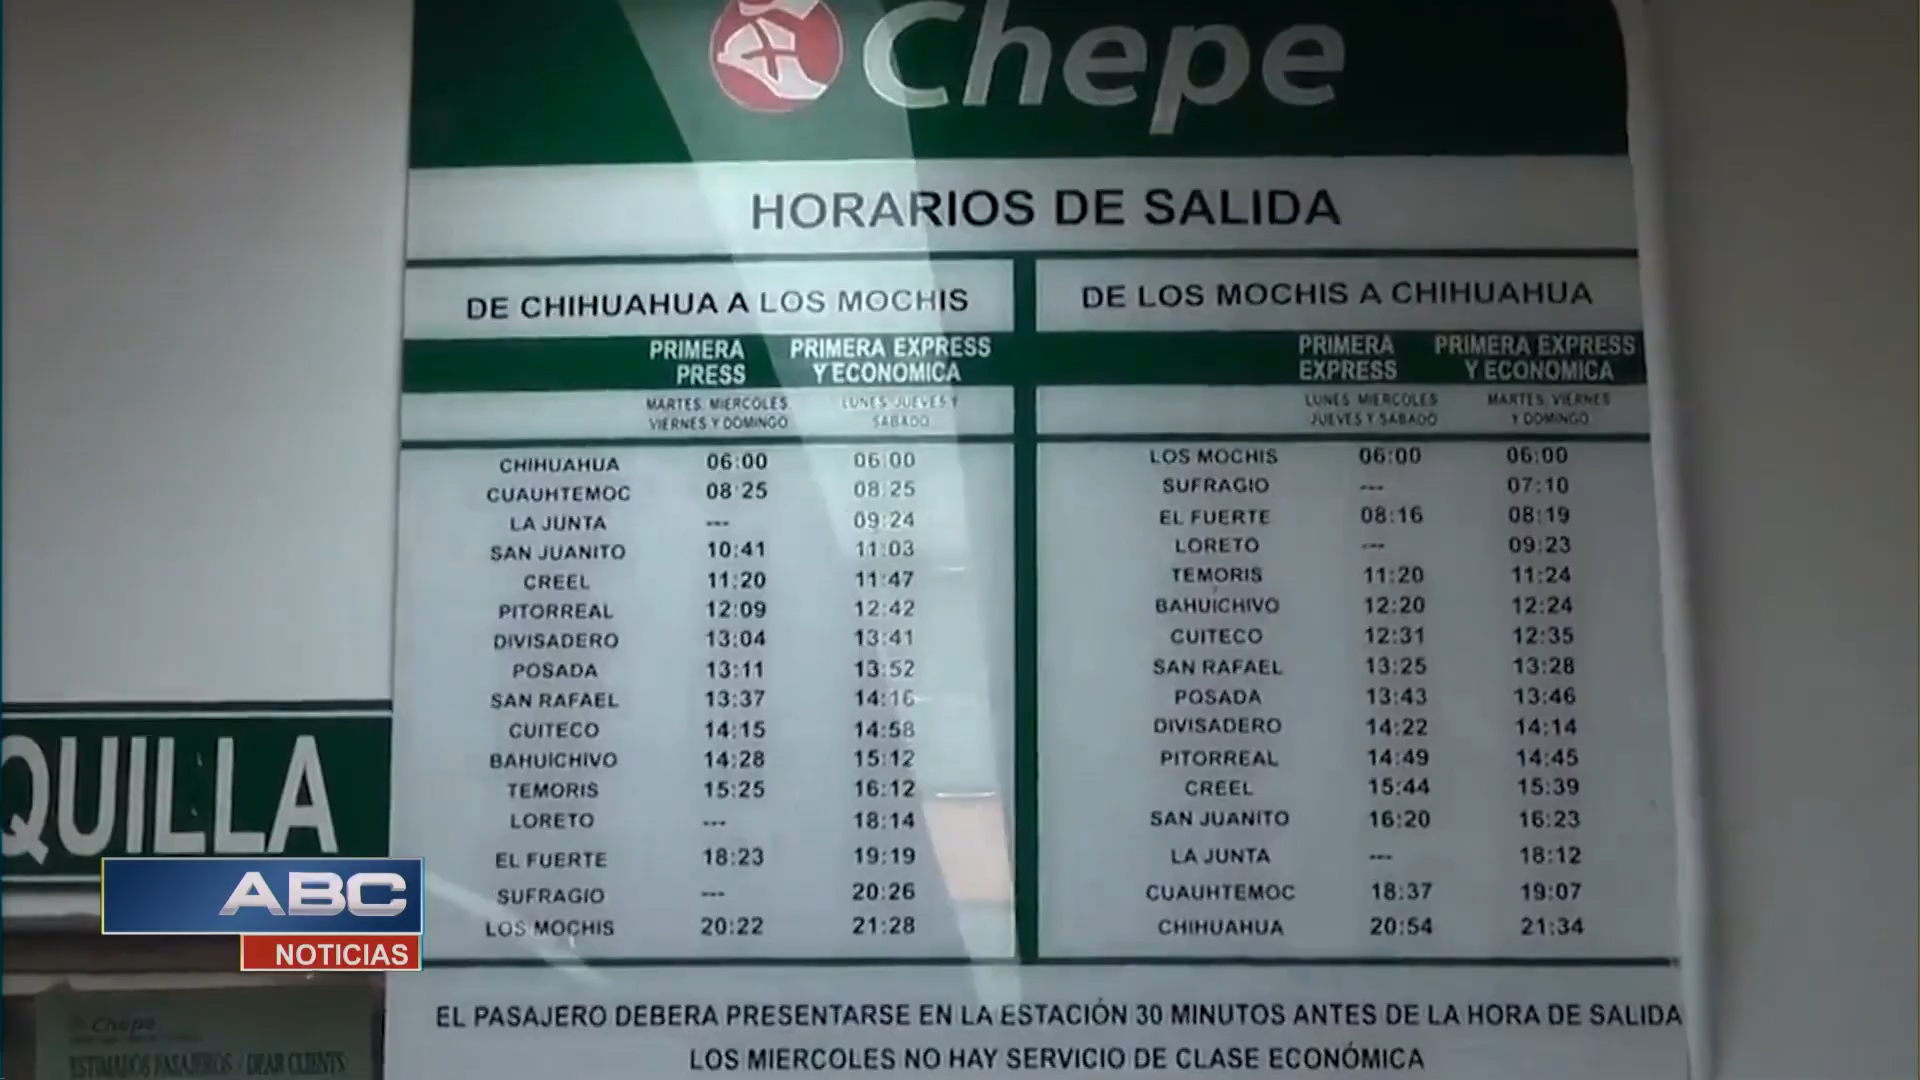 Chepe
HORARIOS DE SALIDA
DE CHIHUAHUA A LOS MOCHIS
PRIMERA PRESS
PRIMERA EXPRESS Y ECONOMICA
MARTES, MIERCOLES, VIERNES Y DOMINGO
LUNES, JUEVES Y SABADO
CHIHUAHUA 06:00 06:00
CUAUHTEMOC 08:25 08:25
LA JUNTA --- 09:24
SAN JUANITO 10:41 11:03
CREEL 11:20 11:47
PITORREAL 12:09 12:42
DIVISADERO 13:04 13:41
POSADA 13:11 13:52
SAN RAFAEL 13:37 14:16
CUITECO 14:15 14:58
BAHUICHIVO 14:28 15:12
TEMORIS 15:25 16:12
LORETO --- 18:14
EL FUERTE 18:23 19:19
SUFRAGIO --- 20:26
LOS MOCHIS 20:22 21:28
DE LOS MOCHIS A CHIHUAHUA
PRIMERA EXPRESS
PRIMERA EXPRESS Y ECONOMICA
LUNES MIERCOLES JUEVES Y SABADO
MARTES, VIERNES Y DOMINGO
LOS MOCHIS 06:00 06:00
SUFRAGIO --- 07:10
EL FUERTE 08:16 08:19
LORETO --- 09:23
TEMORIS 11:20 11:24
BAHUICHIVO 12:20 12:24
CUITECO 12:31 12:35
SAN RAFAEL 13:25 13:28
POSADA 13:43 13:46
DIVISADERO 14:22 14:14
PITORREAL 14:49 14:45
CREEL 15:44 15:39
SAN JUANITO 16:20 16:23
LA JUNTA --- 18:12
CUAUHTEMOC 18:37 19:07
CHIHUAHUA 20:54 21:34
EL PASAJERO DEBERA PRESENTARSE EN LA ESTACIÓN 30 MINUTOS ANTES DE LA HORA DE SALIDA
LOS MIERCOLES NO HAY SERVICIO DE CLASE ECONÓMICA
QUILLA
ABC
NOTICIAS
Chepe
ESTIMADOS PASAJEROS / DEAR CLIENTS